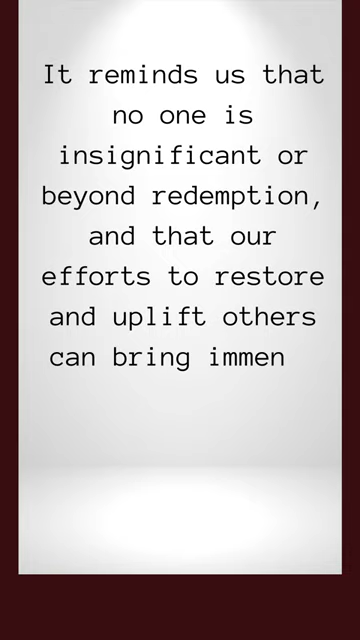 It reminds us that
no one is
insignificant or
beyond redemption,
and that our
efforts to restore
and uplift others
can bring immen